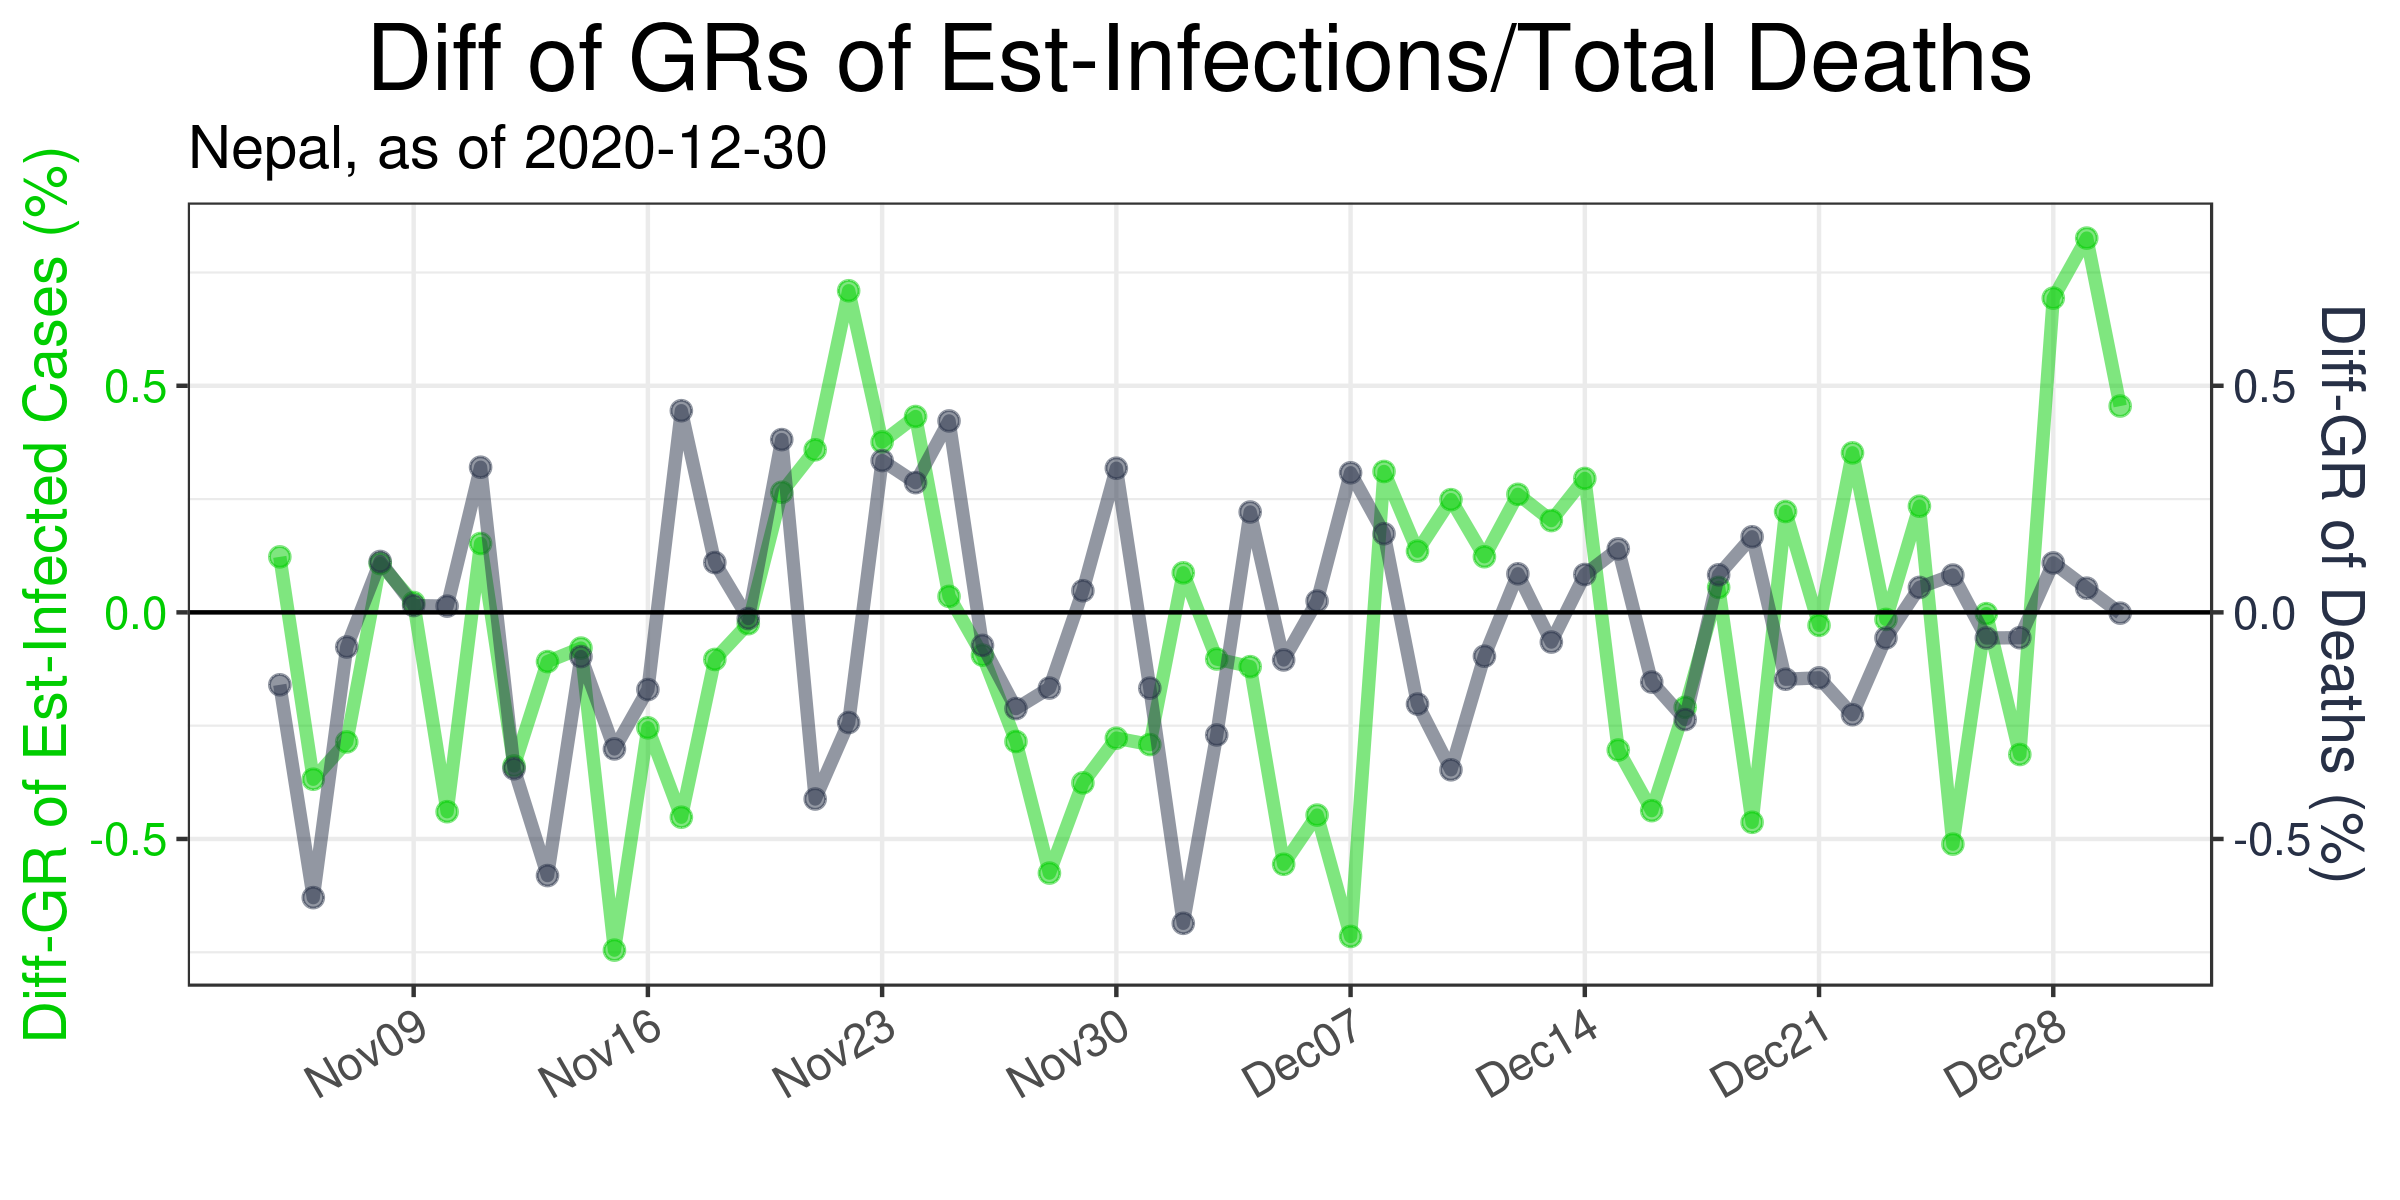 Diff of GRs of Est-Infections/Total Deaths
Nepal, as of 2020-12-30
Diff-GR of Est-Infected Cases (%)
0.5
0.0
-0.5
0.5
0.0
-0.5
Diff-GR of Deaths (%)
Nov09
Nov16
Nov23
Nov30
Dec07
Dec14
Dec21
Dec28